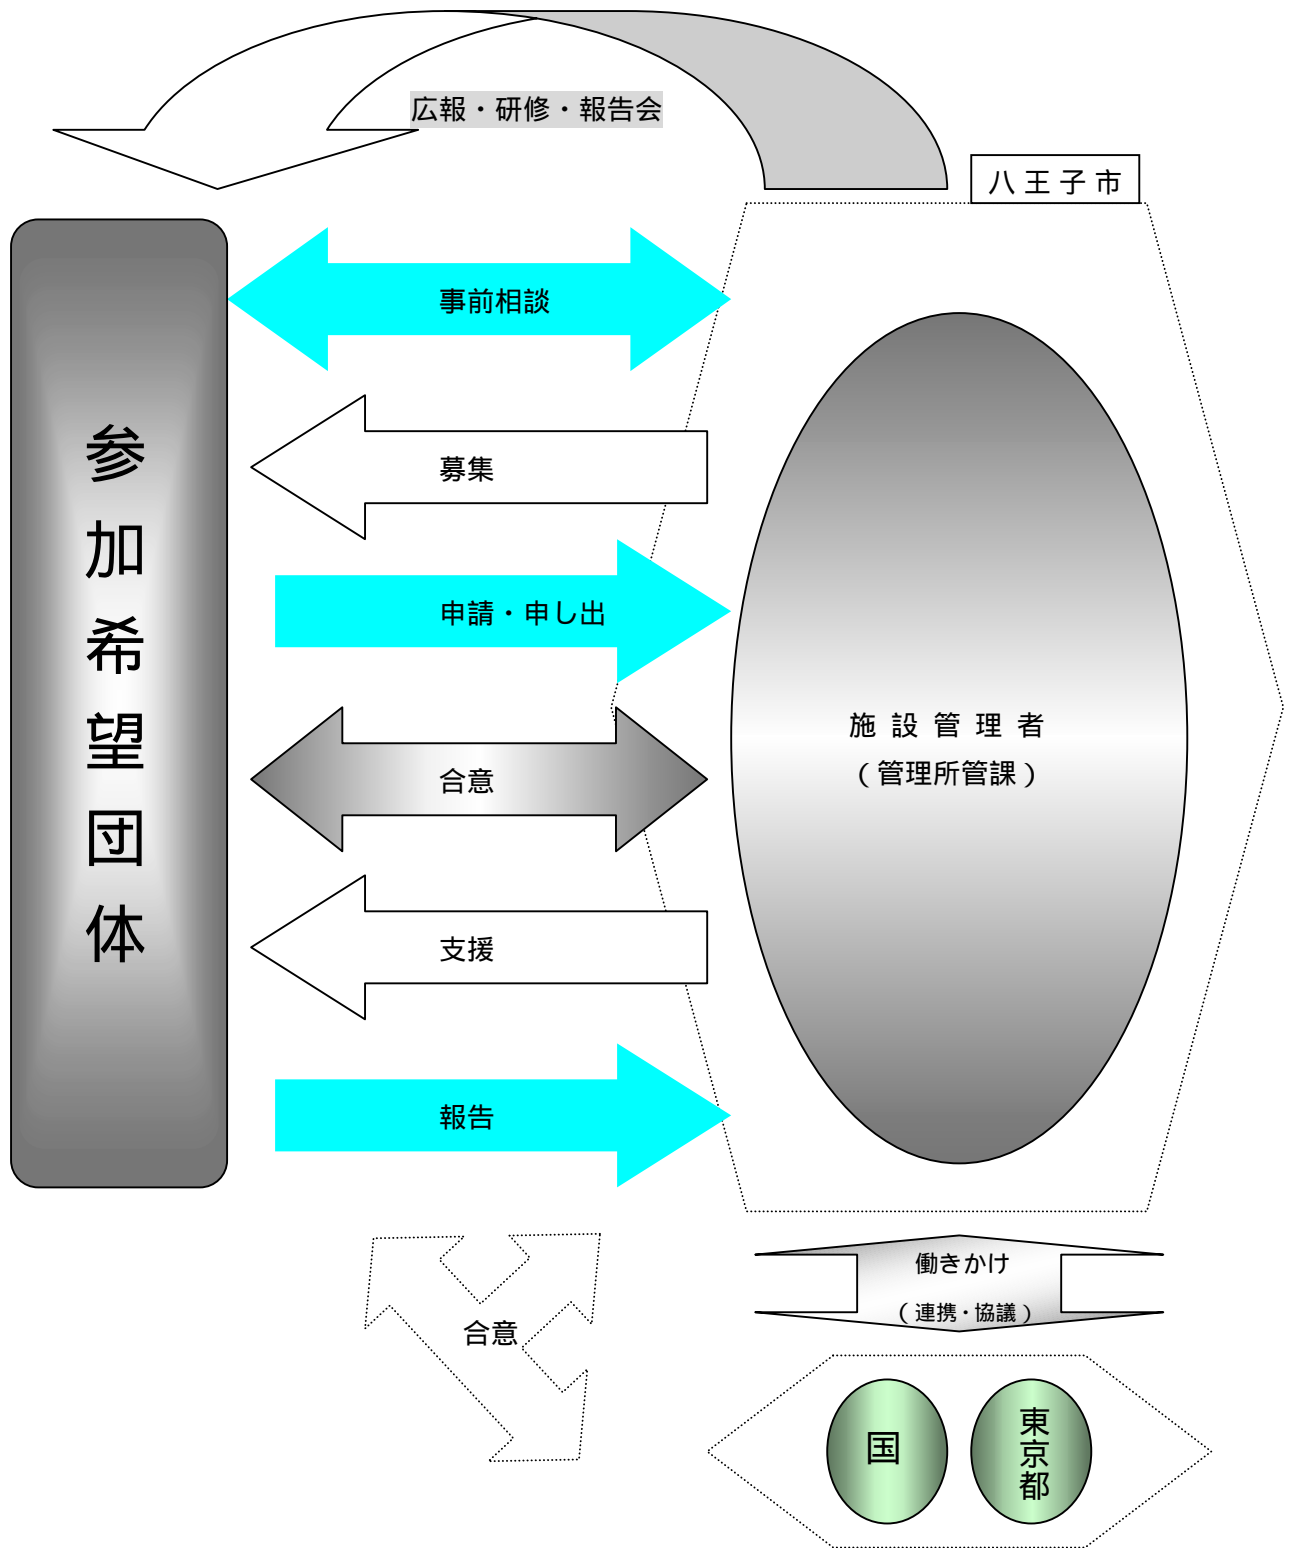 広報・研修・報告会
八王子市
事前相談
募集
申請・申し出
参加希望団体
施設管理者
（管理所管課）
合意
支援
報告
働きかけ
（連携・協議）
合意
国
東京都